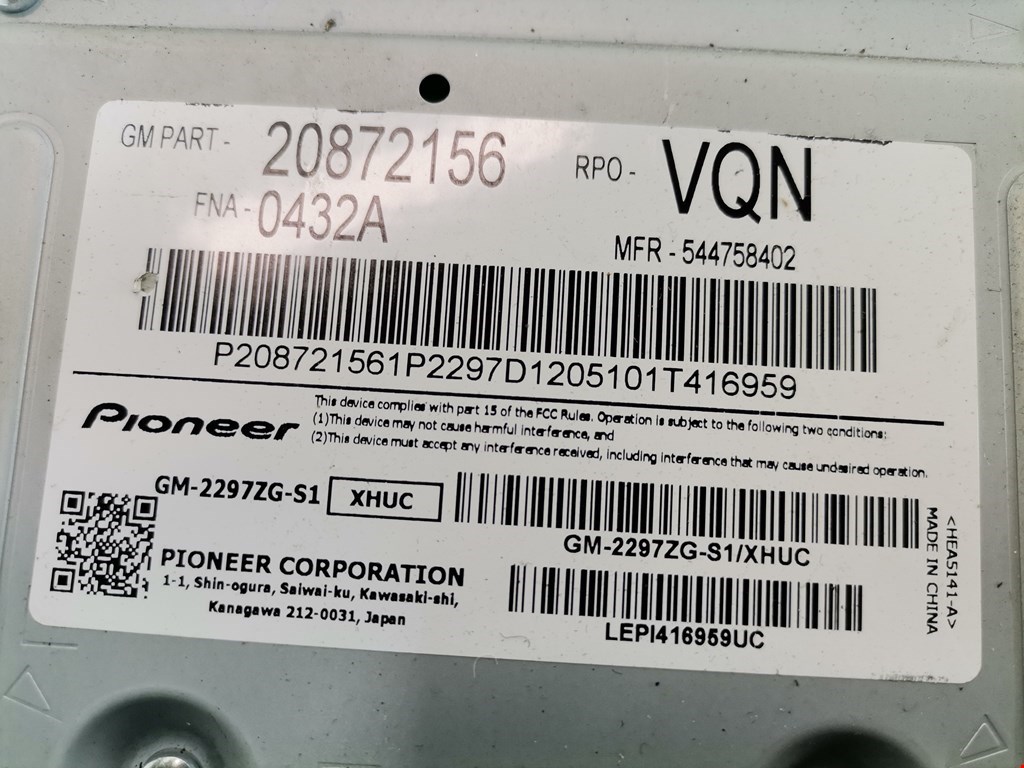 GM PART - 20872156
RPO - VQN
FNA - 0432A
MFR - 544758402
P208721561P2297D1205101T416959
Pioneer
This device complies with part 15 of the FCC Rules. Operation is subject to the following two conditions:
(1)This device may not cause harmful interference, and
(2)This device must accept any interference received, including interference that may cause undesired operation.
GM-2297ZG-S1 XHUC
GM-2297ZG-S1/XHUC
PIONEER CORPORATION
1-1, Shin-ogura, Saiwai-ku, Kawasaki-shi,
Kanagawa 212-0031, Japan
LEPI416959UC
<HEA5141-A>
MADE IN CHINA